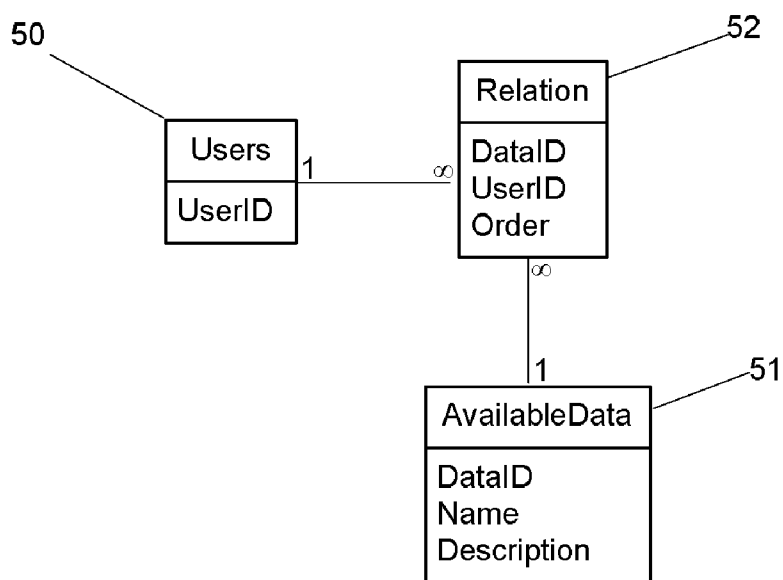 50
52
Relation
Users
DataID
1
∞
UserID
UserID
Order
∞
1
51
AvailableData
DataID
Name
Description